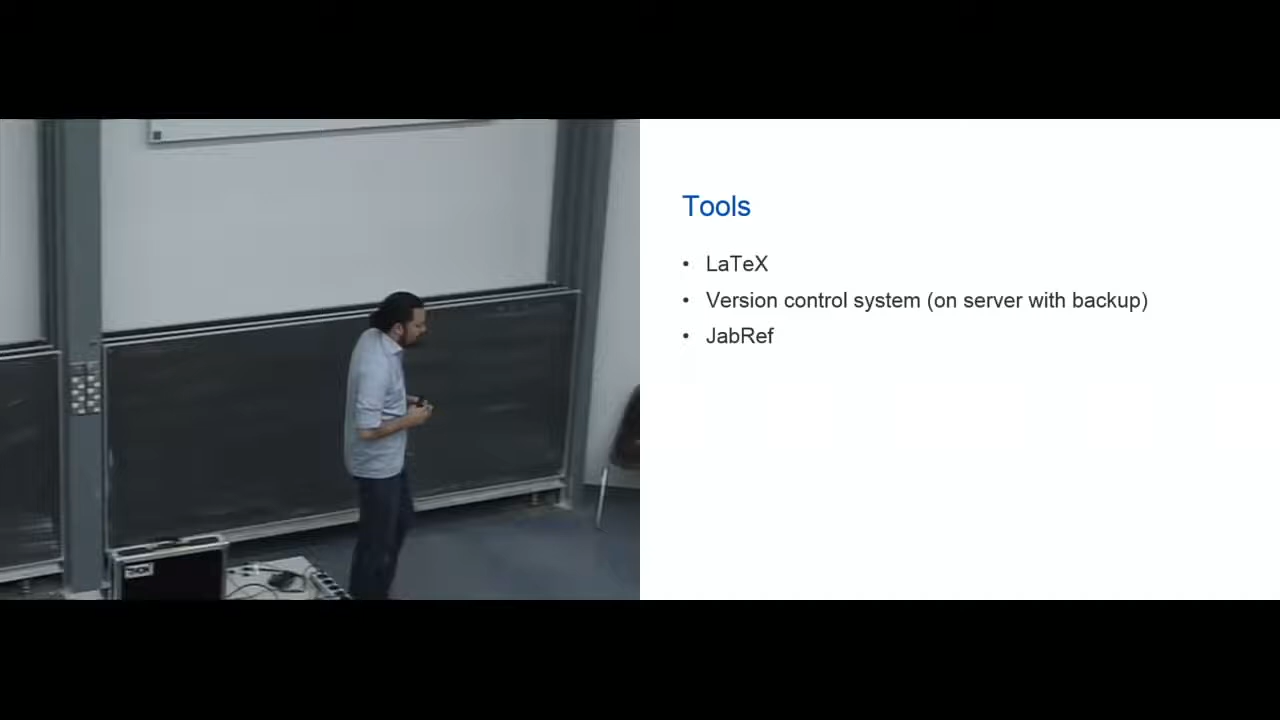 Tools
• LaTeX
• Version control system (on server with backup)
• JabRef